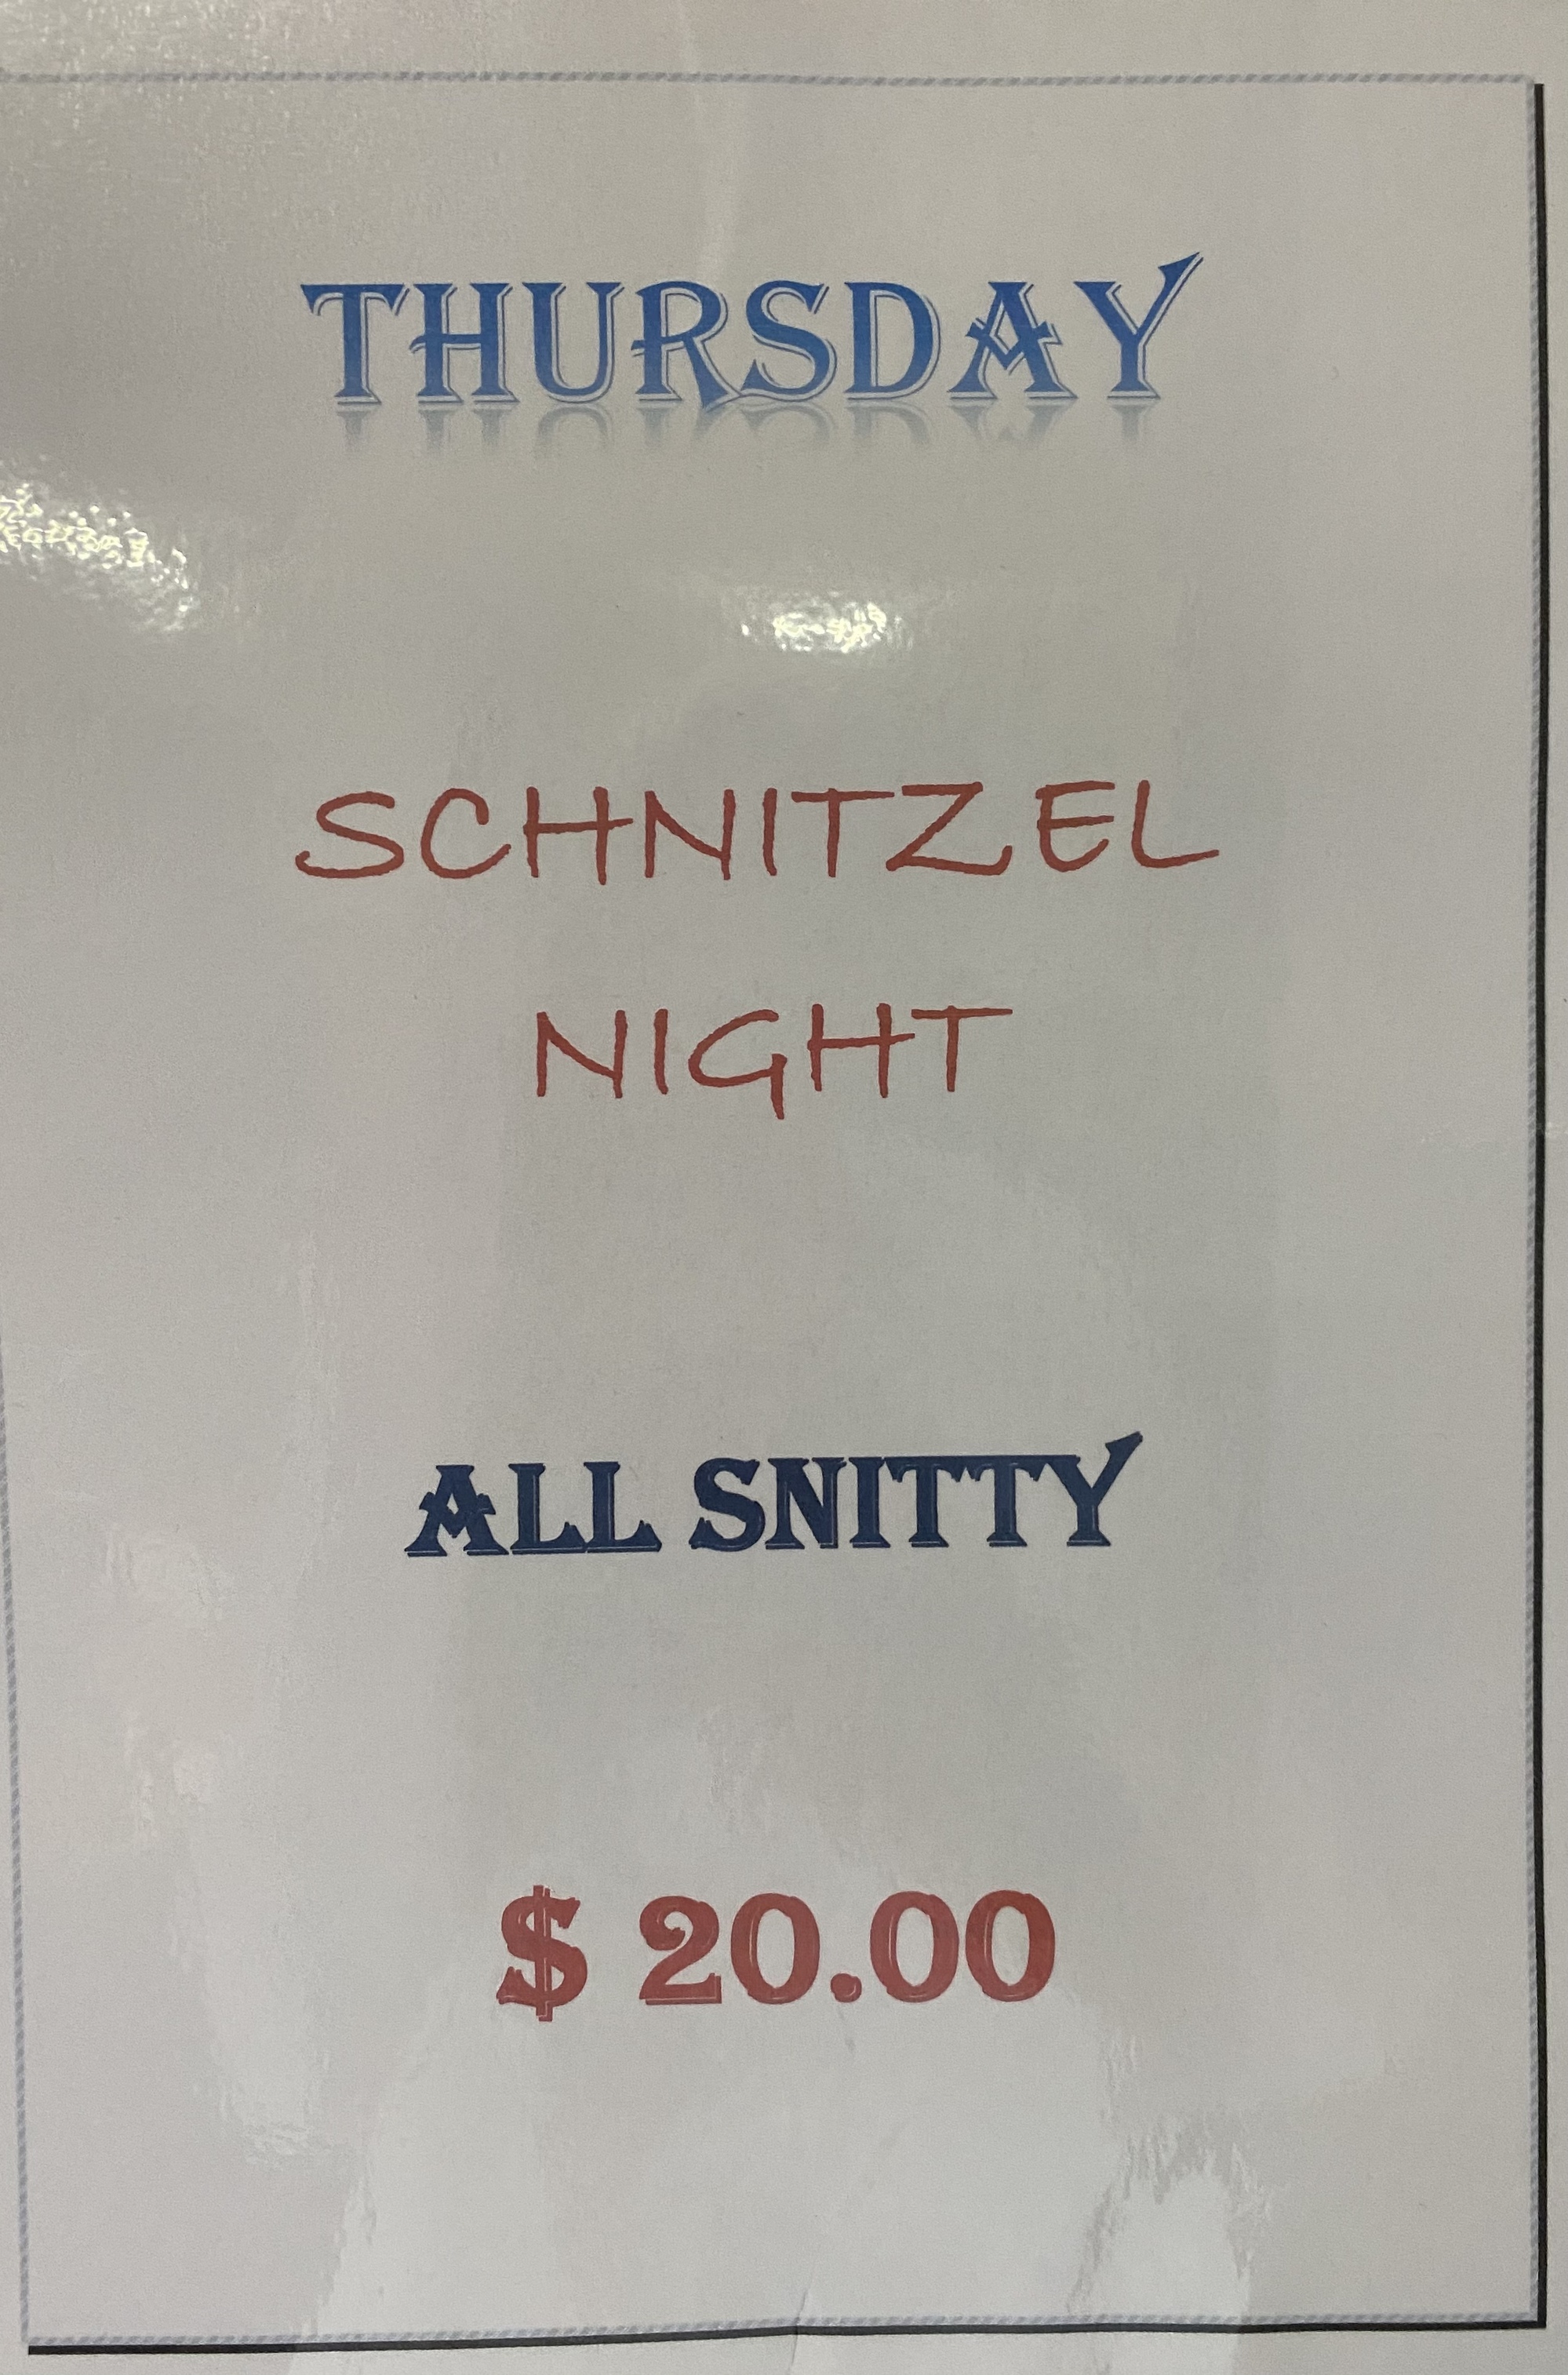 THURSDAY
SCHNITZEL
NIGHT
ALL SNITTY
$ 20.00